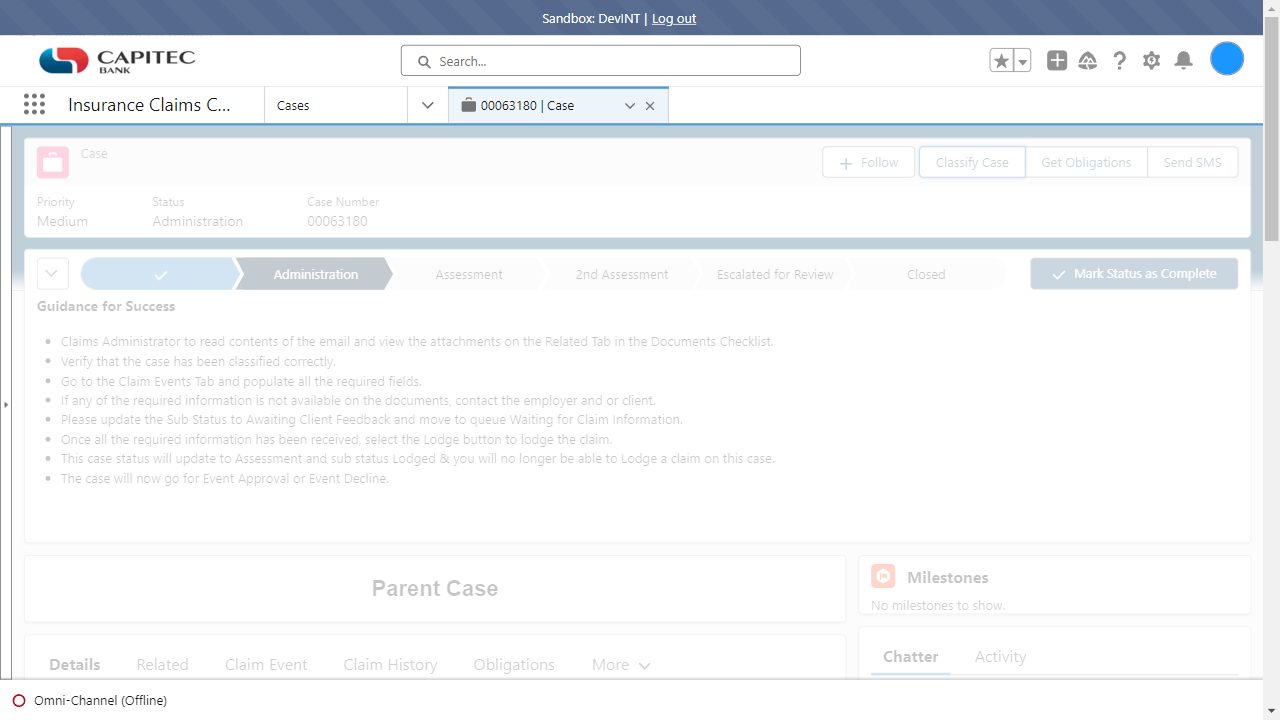 Sandbox: DevINT | Log out
CAPITEC
BANK
Search...
Insurance Claims C...
Cases
00063180 | Case
Case
Follow
Classify Case
Get Obligations
Send SMS
Priority
Status
Case Number
Medium
Administration
00063180
Administration
Assessment
2nd Assessment
Escalated for Review
Closed
Mark Status as Complete
Guidance for Success
• Claims Administrator to read contents of the email and view the attachments on the Related Tab in the Documents Checklist.
• Verify that the case has been classified correctly.
• Go to the Claim Events Tab and populate all the required fields.
• If any of the required information is not available on the documents, contact the employer and or client.
• Please update the Sub Status to Awaiting Client Feedback and move to queue Waiting for Claim Information.
• Once all the required information has been received, select the Lodge button to lodge the claim.
• This case status will update to Assessment and sub status Lodged & you will no longer be able to Lodge a claim on this case.
• The case will now go for Event Approval or Event Decline.
Parent Case
Milestones
No milestones to show.
Details
Related
Claim Event
Claim History
Obligations
More
Chatter
Activity
Omni-Channel (Offline)